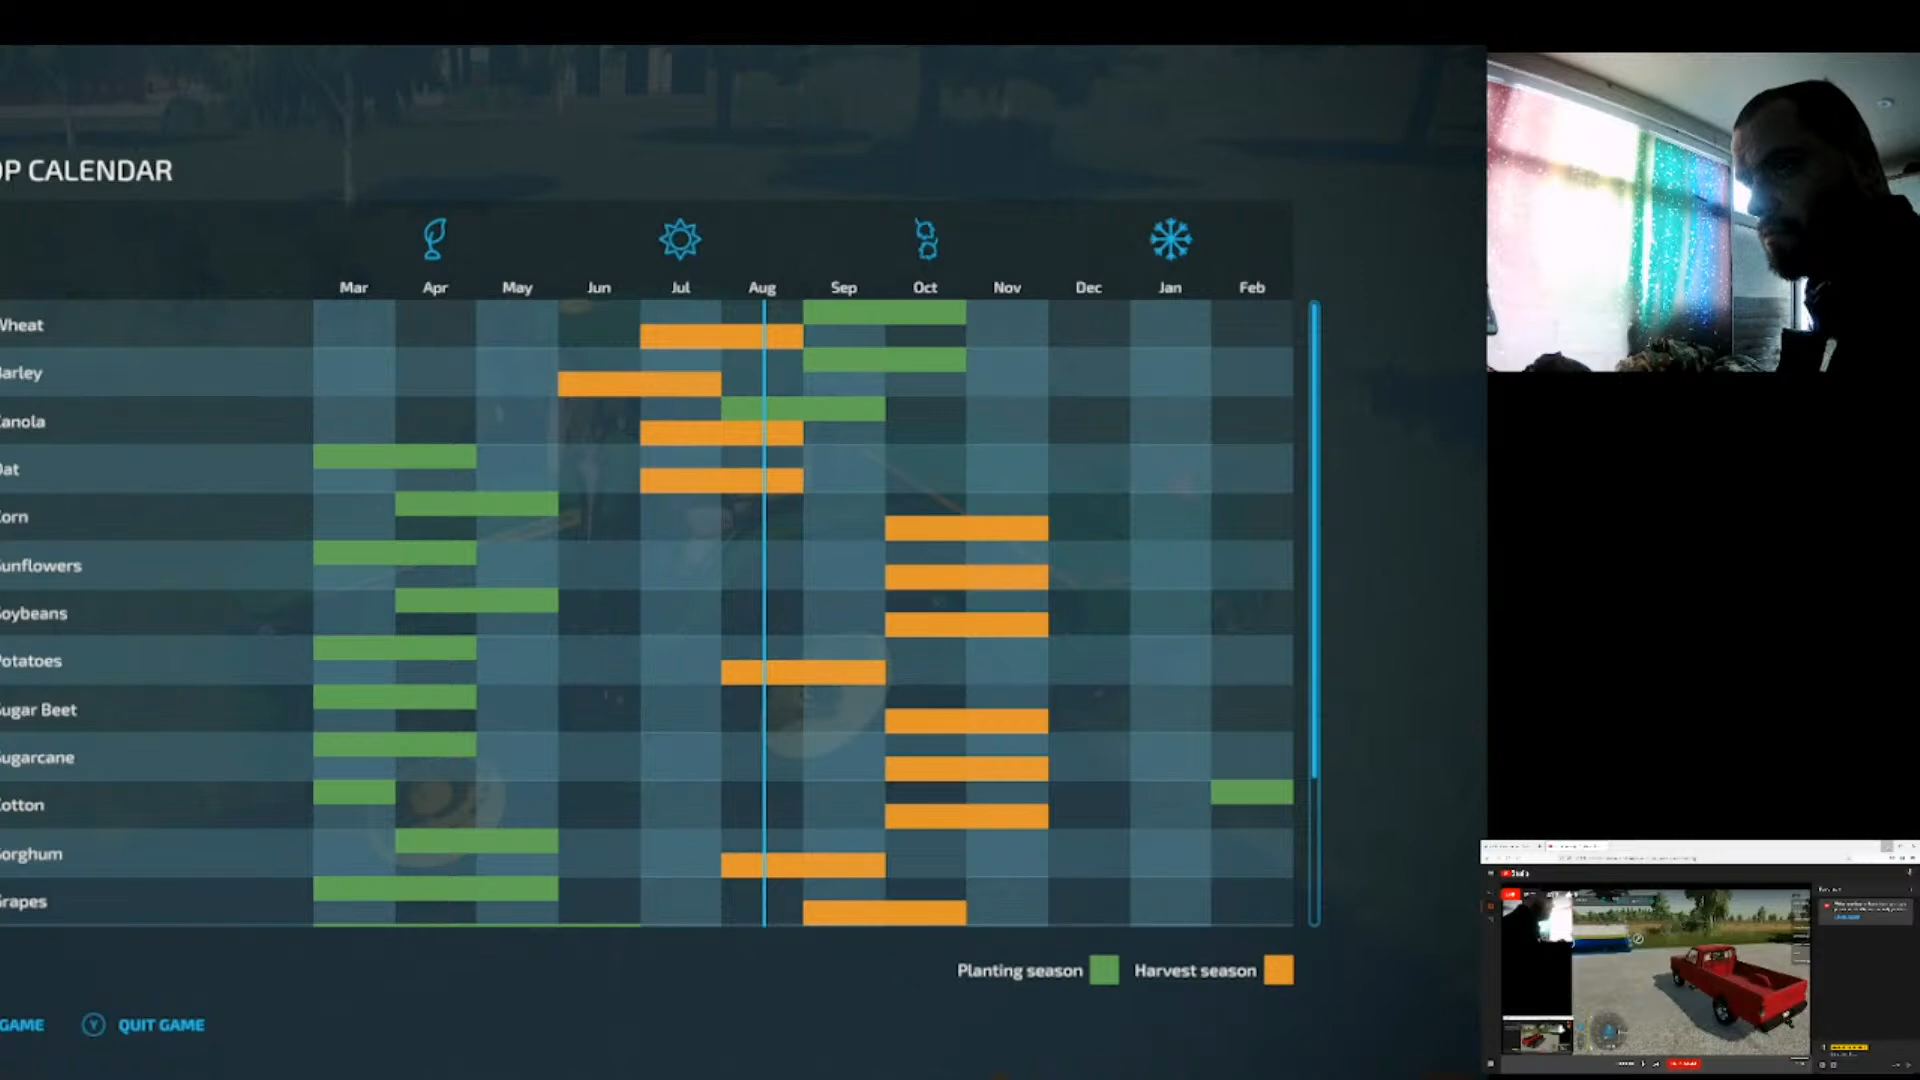 OP CALENDAR
Mar Apr May Jun Jul Aug Sep Oct Nov Dec Jan Feb
Wheat
Barley
Canola
Oat
Corn
Sunflowers
Soybeans
Potatoes
Sugar Beet
Sugarcane
Cotton
Sorghum
Grapes
Planting season
Harvest season
GAME
Y QUIT GAME